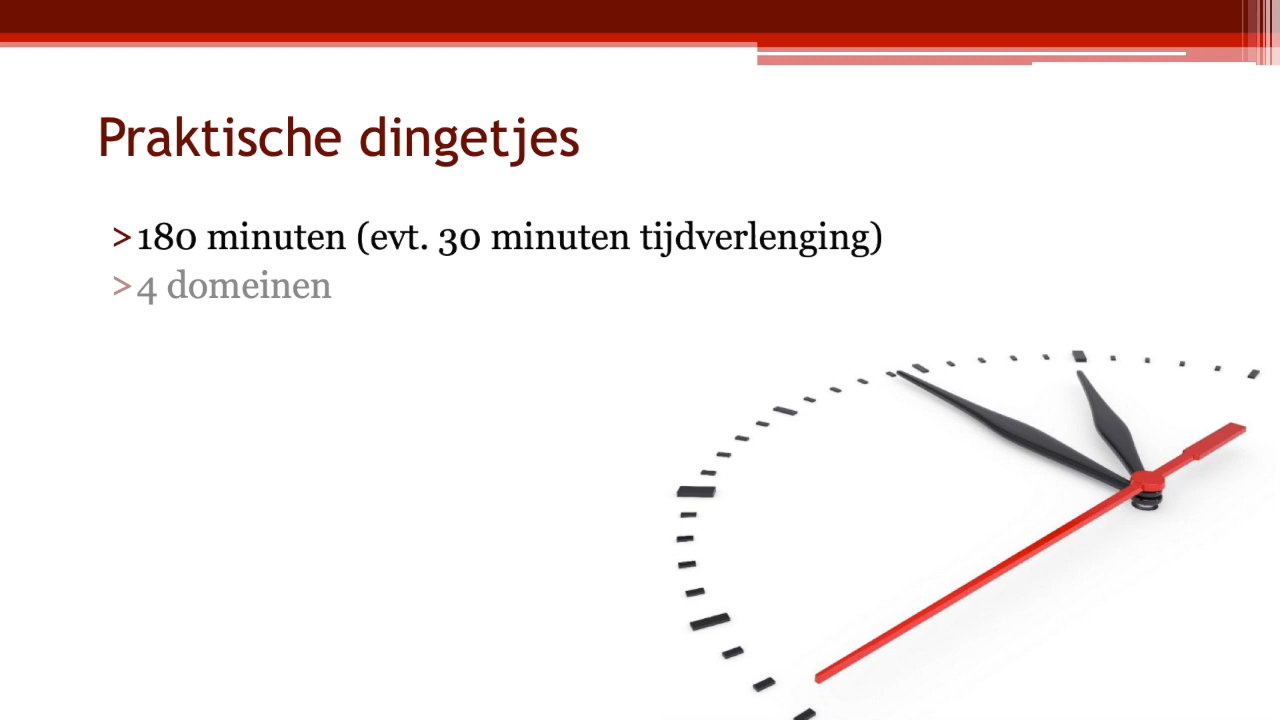 Praktische dingetjes
>180 minuten (evt. 30 minuten tijdverlenging)
>4 domeinen